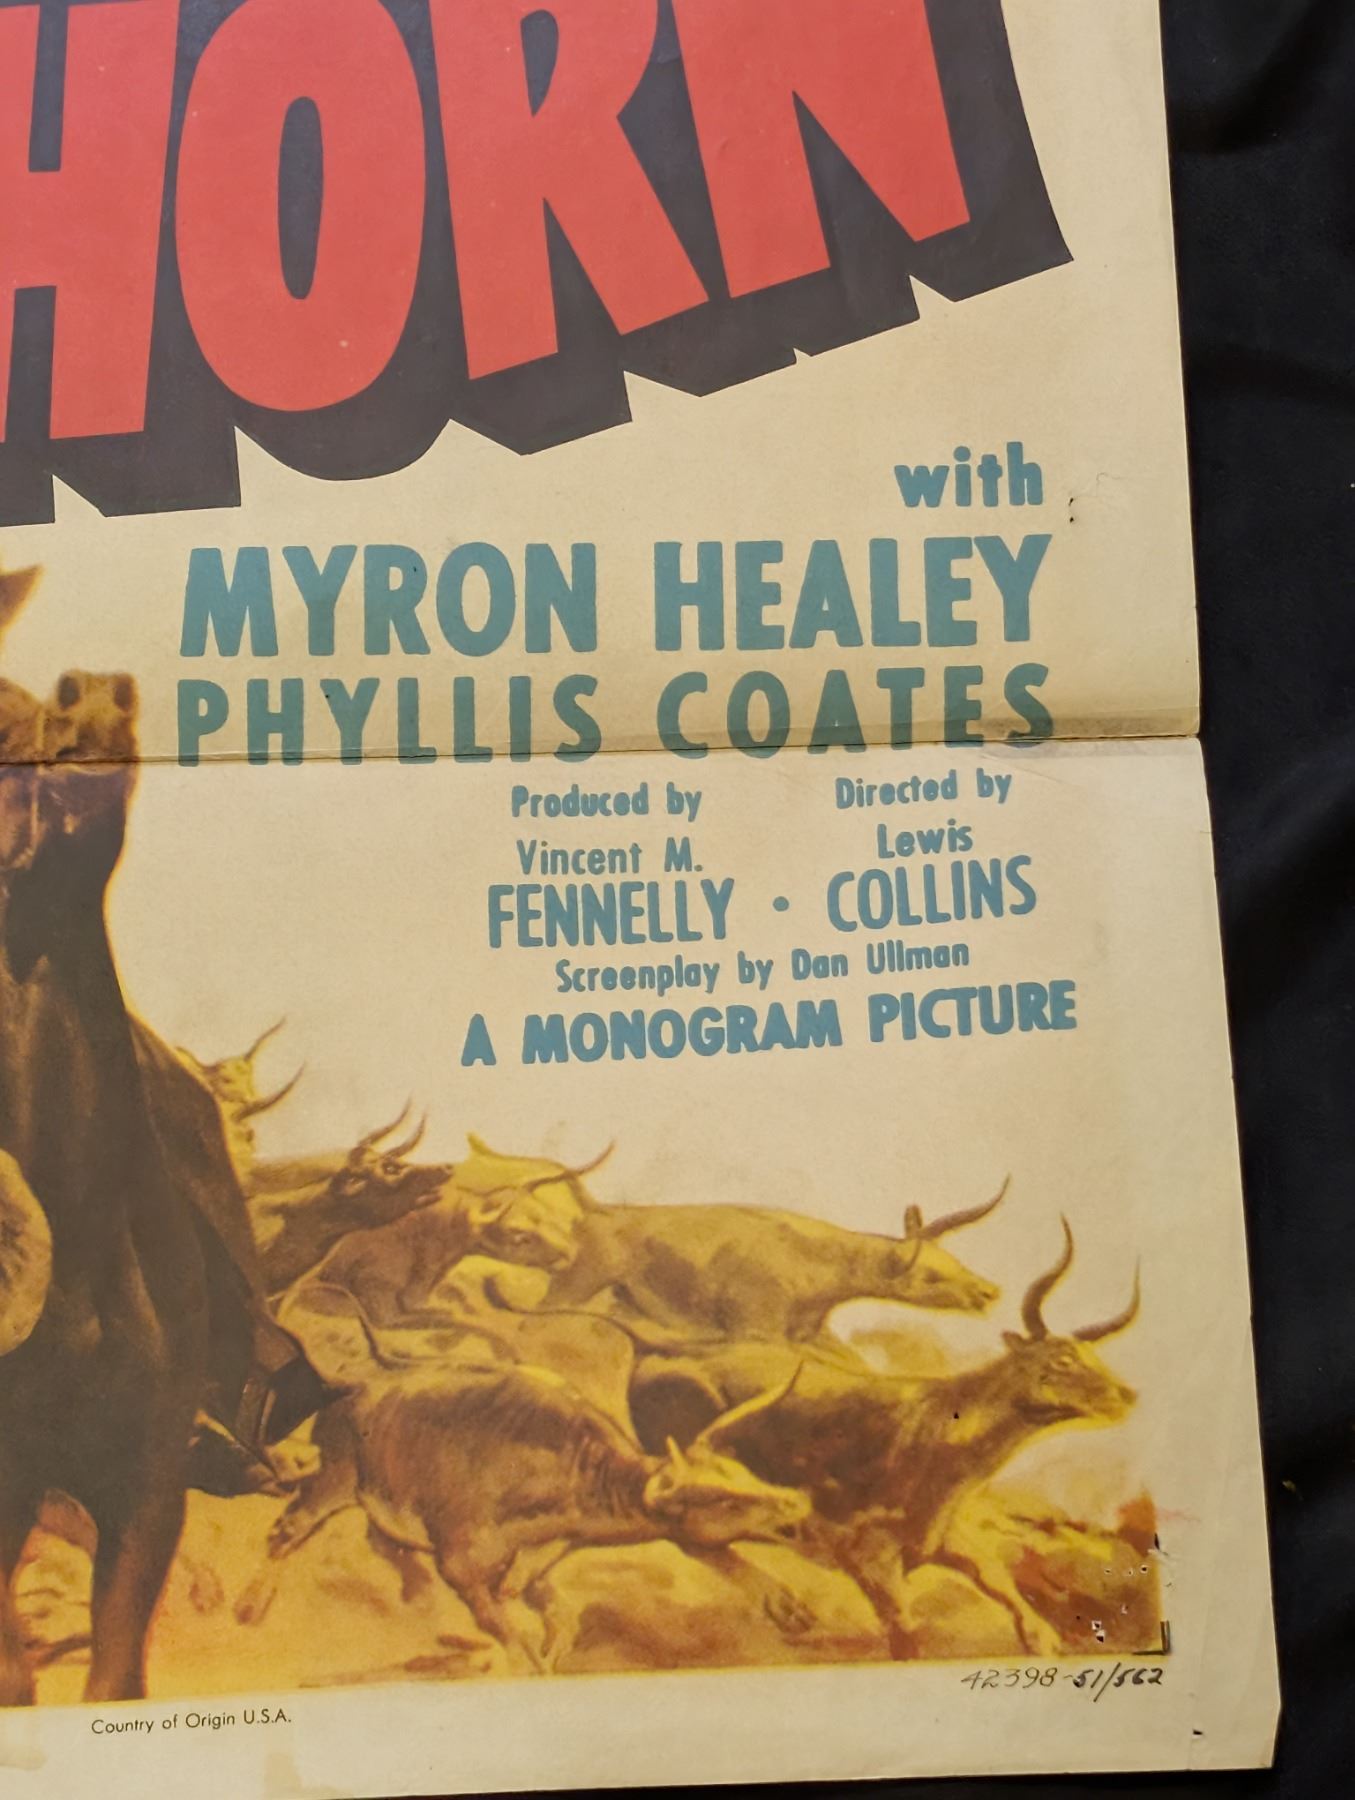 HORN
with
MYRON HEALEY
PHYLLIS COATES
Produced by
Vincent M.
FENNELLY •
Directed by
Lewis
COLLINS
Screenplay by Dan Ullman
A MONOGRAM PICTURE
42398-51/562
Country of Origin U.S.A.